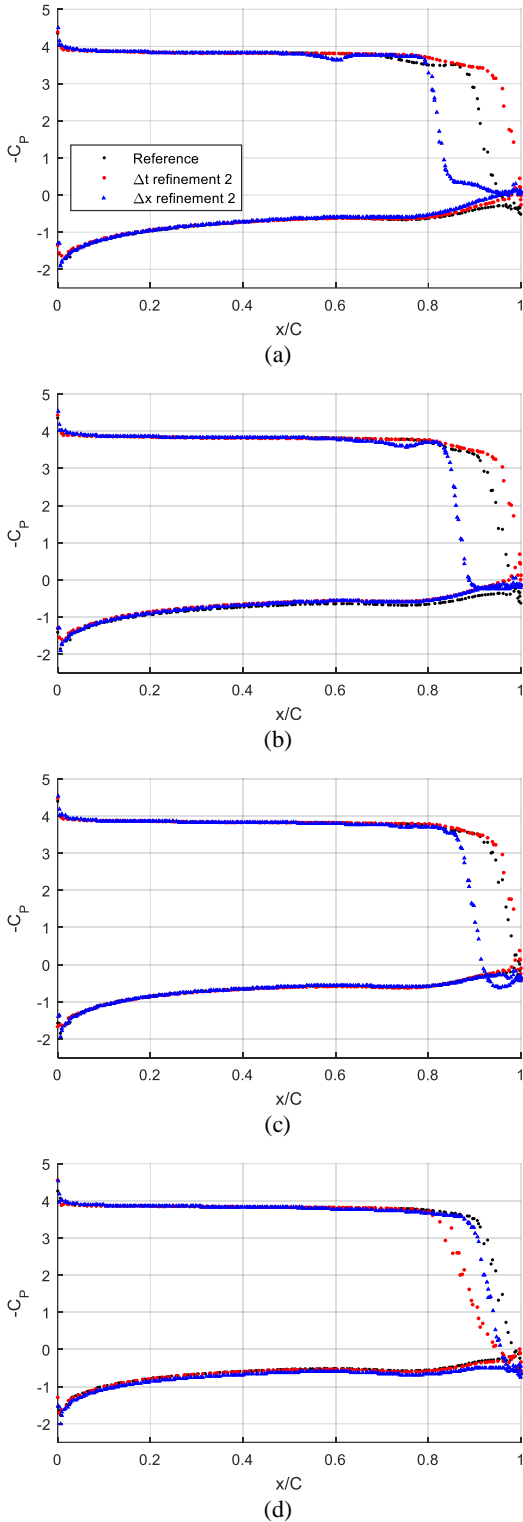 5
4
3
2
1
0
-1
-2
-C_P
Reference
Δt refinement 2
Δx refinement 2
0 0.2 0.4 0.6 0.8 1
x/C
(a)
5
4
3
2
1
0
-1
-2
-C_P
0 0.2 0.4 0.6 0.8 1
x/C
(b)
5
4
3
2
1
0
-1
-2
-C_P
0 0.2 0.4 0.6 0.8 1
x/C
(c)
5
4
3
2
1
0
-1
-2
-C_P
0 0.2 0.4 0.6 0.8 1
x/C
(d)